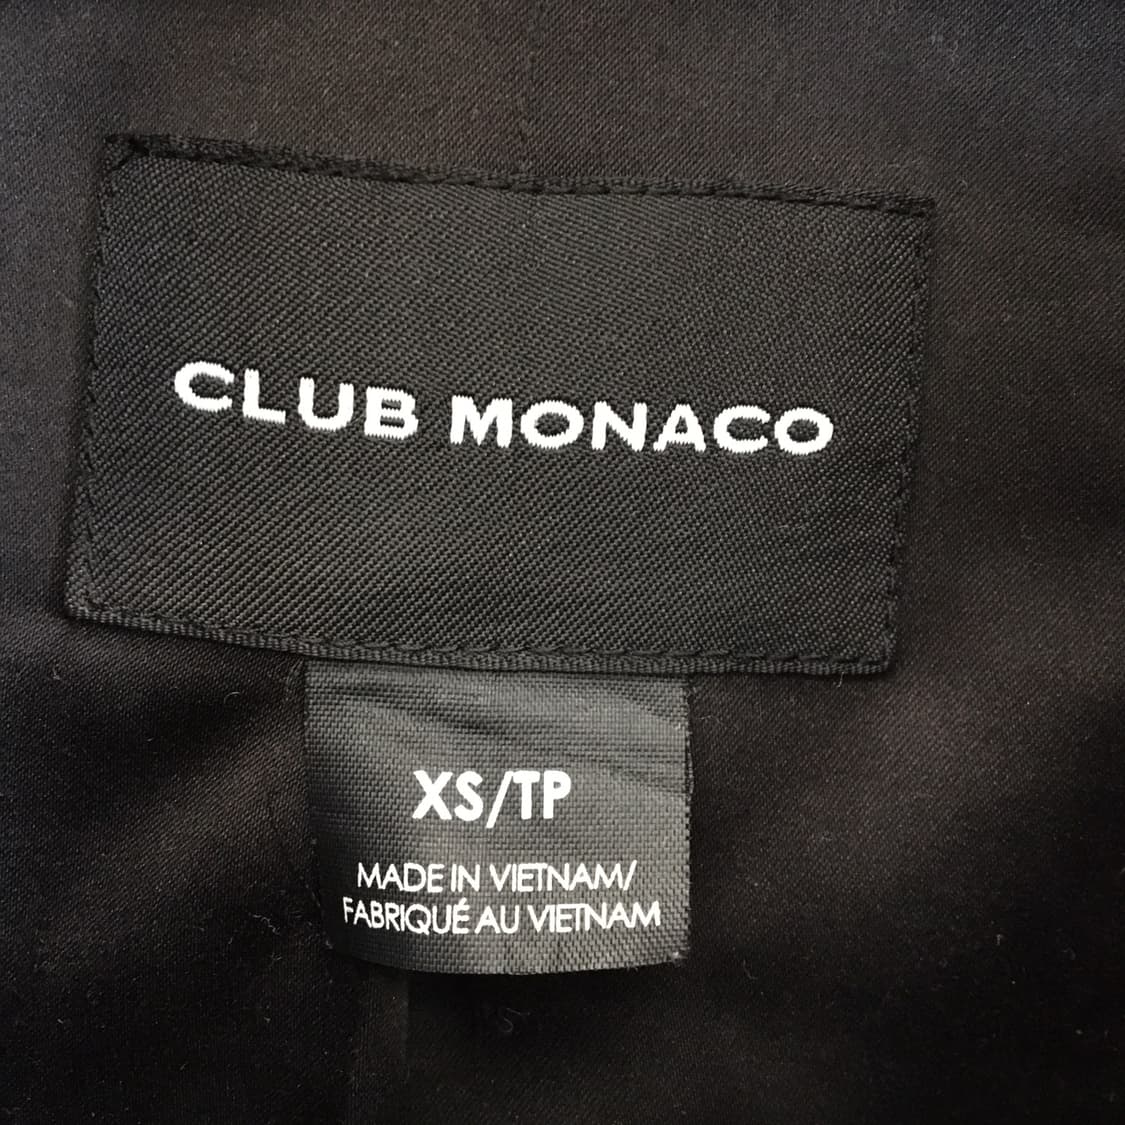 CLUB MONACO
XS/TP
MADE IN VIETNAM/
FABRIQUÉ AU VIETNAM